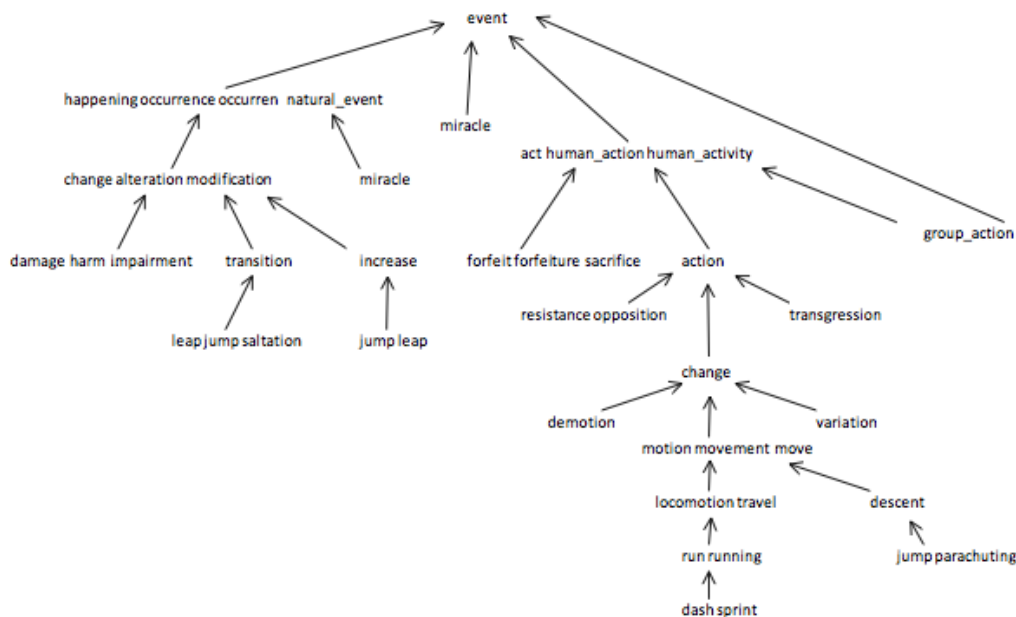 event
happening occurrence occurren natural_event
miracle
act human_action human_activity
change alteration modification
miracle
group_action
damage harm impairment
transition
increase
forfeit forfeiture sacrifice
action
resistance opposition
transgression
leap jump saltation
jump leap
change
demotion
variation
motion movement move
locomotion travel
descent
run running
jump parachuting
dash sprint